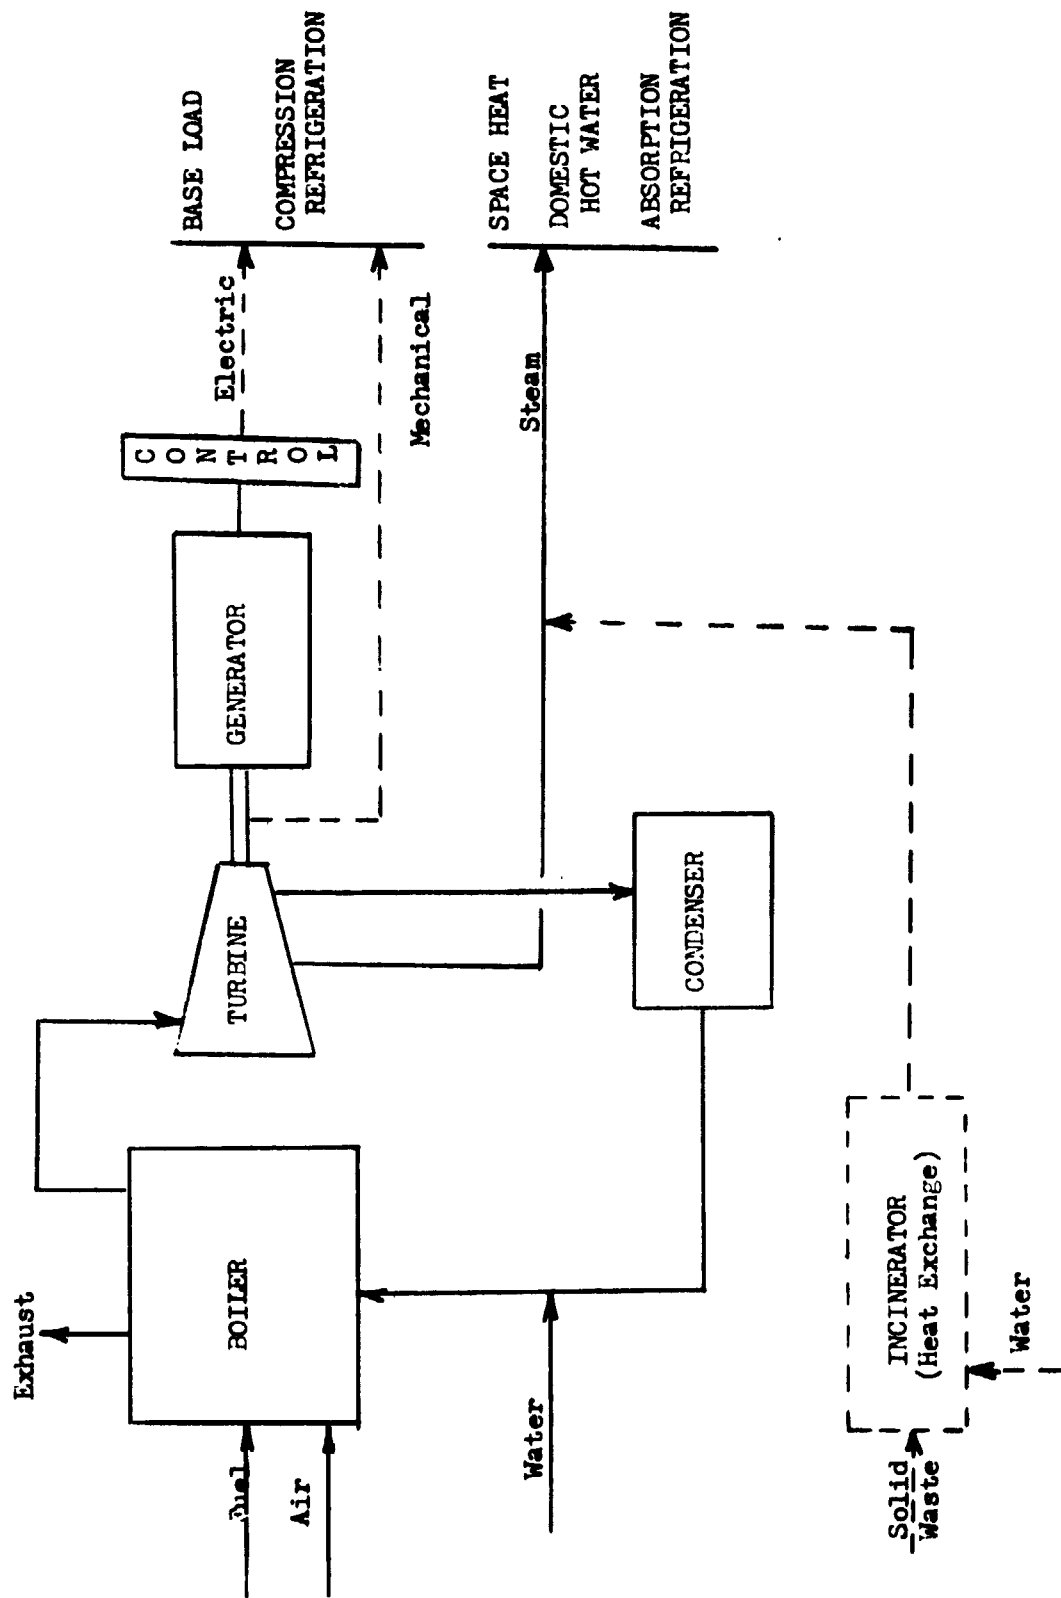 Exhaust
Fuel
Air
BOILER
Water
TURBINE
GENERATOR
CONTROL
Electric
Mechanical
BASE LOAD
COMPRESSION
REFRIGERATION
Steam
SPACE HEAT
DOMESTIC
HOT WATER
ABSORPTION
REFRIGERATION
CONDENSER
Solid
Waste
INCINERATOR
(Heat Exchange)
Water